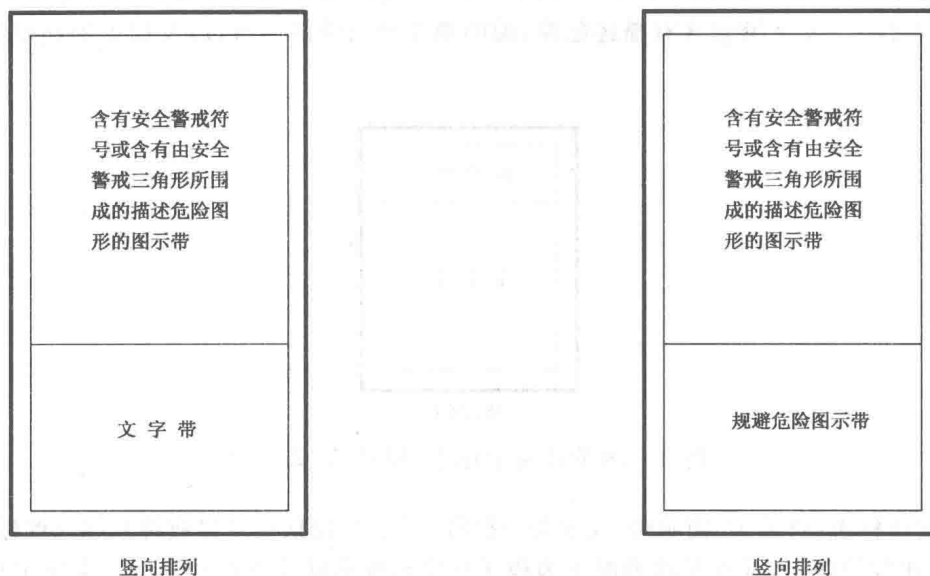 含有安全警戒符
号或含有由安全
警戒三角形所围
成的描述危险图
形的图示带
文 字 带
竖向排列
含有安全警戒符
号或含有由安全
警戒三角形所围
成的描述危险图
形的图示带
规避危险图示带
竖向排列